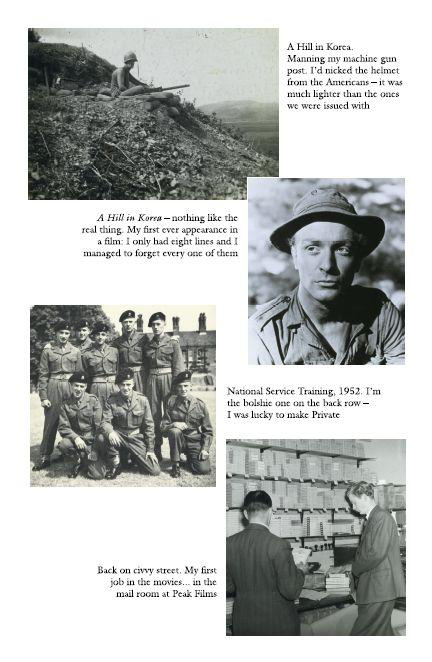 A Hill in Korea.
Manning my machine gun
post. I'd nicked the helmet
from the Americans – it was
much lighter than the ones
we were issued with
A Hill in Korea – nothing like the
real thing. My first ever appearance in
a film: I only had eight lines and I
managed to forget every one of them
National Service Training, 1952. I'm
the bolshie one on the back row –
I was lucky to make Private
Back on civvy street. My first
job in the movies... in the
mail room at Peak Films